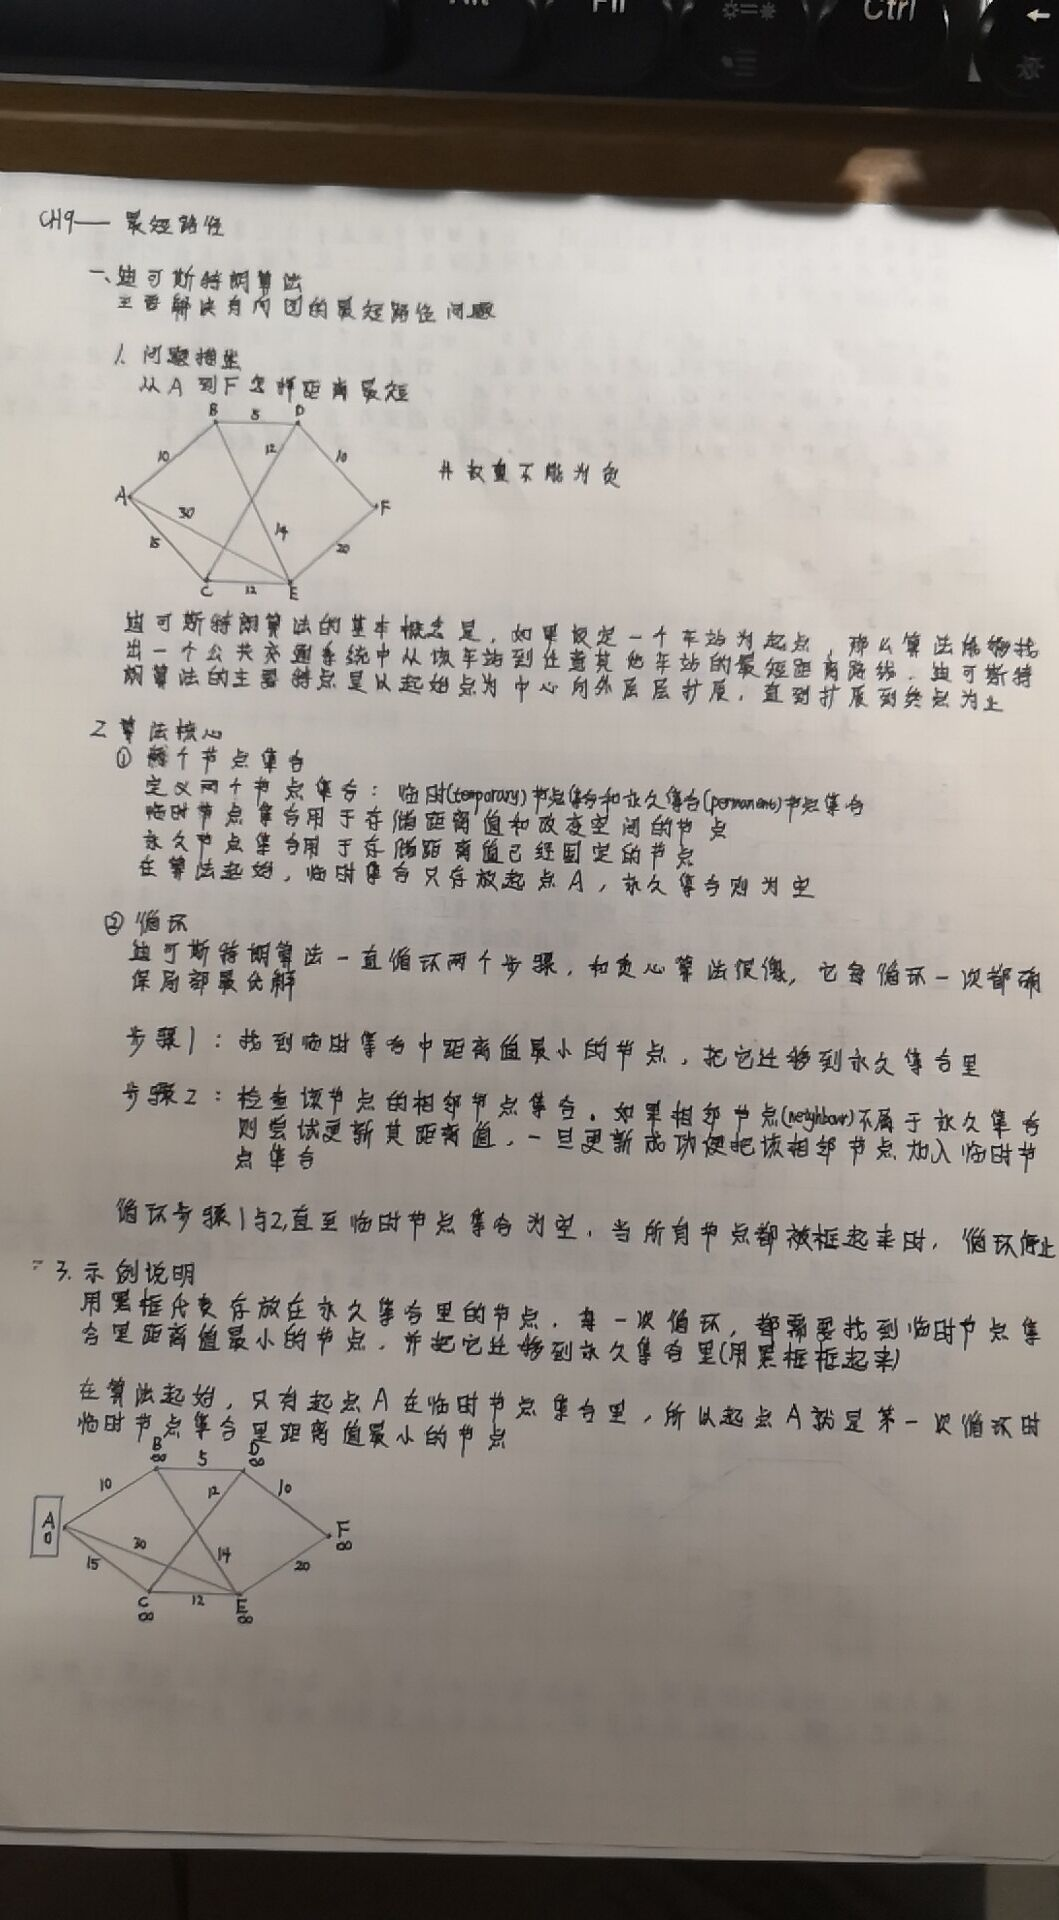 Fn
Ctrl
CH9—— 最短路径
一、迪可斯特朗算法
主要解决有向图的最短路径问题
1. 问题描述
从A到F怎样距离最短
B 5 D
10 12 10
# 权重不能为负
A 30 F
15 14 20
C 12 E
迪可斯特朗算法的基本概念是，如果设定一个车站为起点，那么算法能够找
出一个公共交通系统中从该车站到任意其他车站的最短距离路线。迪可斯特
朗算法的主要特点是以起始点为中心向外层层扩展，直到扩展到终点为止
2 算法核心
① 两个节点集合
定义两个节点集合：临时(temporary)节点集合和永久集合(permanent)节点集合
临时节点集合用于存储距离值和改变空间的节点
永久节点集合用于存储距离值已经固定的节点
在算法起始，临时集合只存放起点A，永久集合则为空
② 循环
迪可斯特朗算法一直循环两个步骤，和贪心算法很像，它每循环一次都确
保局部最优解
步骤1：找到临时集合中距离值最小的节点，把它迁移到永久集合里
步骤2：检查该节点的相邻节点集合。如果相邻节点(neighbour)不属于永久集合
则尝试更新其距离值，一旦更新成功便把该相邻节点加入临时节
点集合
循环步骤1与2,直至临时节点集合为空，当所有节点都被框起来时，循环停止
3. 示例说明
用黑框代表存放在永久集合里的节点，每一次循环，都需要找到临时节点集
合里距离值最小的节点，并把它迁移到永久集合里(用黑框框起来)
在算法起始，只有起点A在临时节点集合里，所以起点A就是第一次循环时
临时节点集合里距离值最小的节点
B 5 D
∞ ∞
10 12 10
A 30 F
0 ∞
15 14 20
C 12 E
∞ ∞